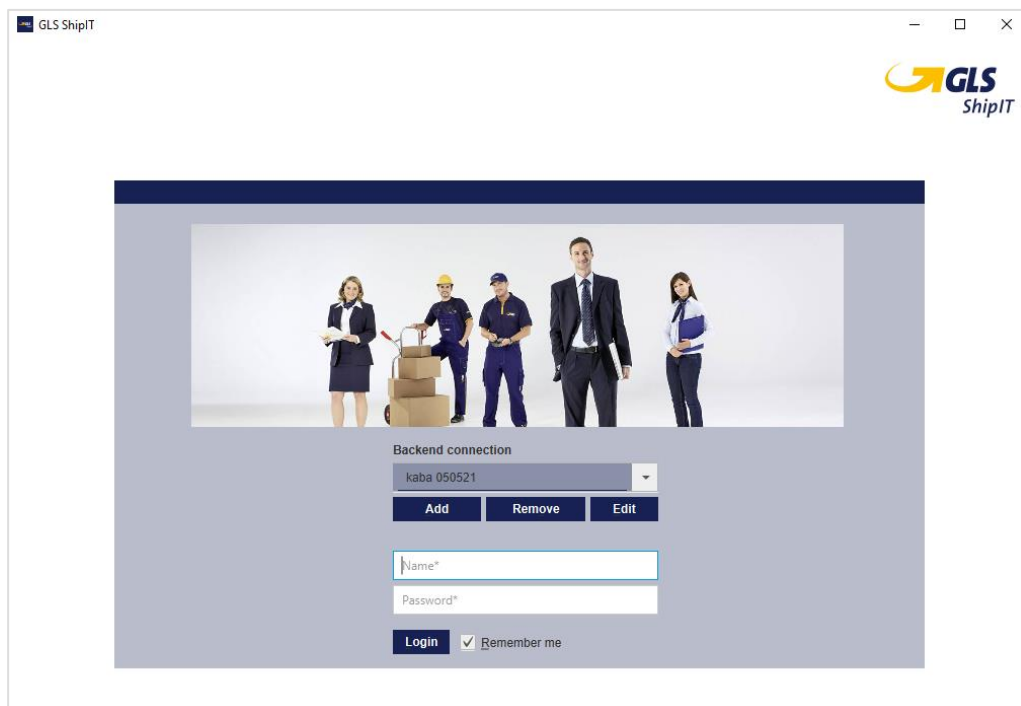 GLS ShipIT
GLS
ShipIT
Backend connection
kaba 050521
Add Remove Edit
Name*
Password*
Login Remember me